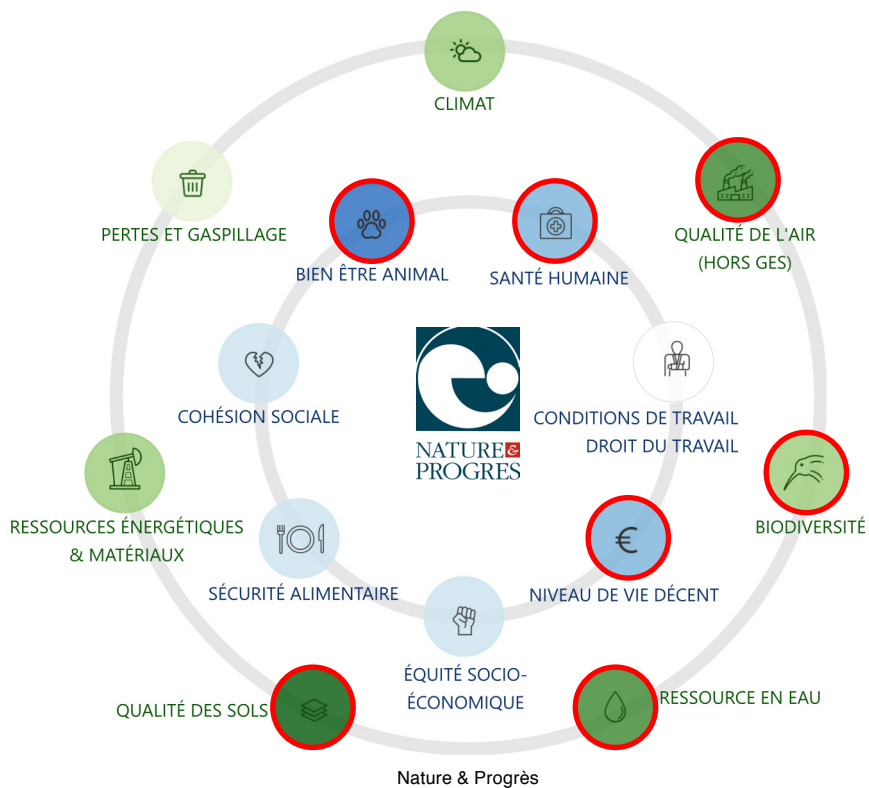 CLIMAT
PERTES ET GASPILLAGE
QUALITÉ DE L'AIR
(HORS GES)
BIEN ÊTRE ANIMAL
SANTÉ HUMAINE
COHÉSION SOCIALE
CONDITIONS DE TRAVAIL
DROIT DU TRAVAIL
NATURE &
PROGRES
RESSOURCES ÉNERGÉTIQUES
& MATÉRIAUX
BIODIVERSITÉ
€
SÉCURITÉ ALIMENTAIRE
NIVEAU DE VIE DÉCENT
ÉQUITÉ SOCIO-
ÉCONOMIQUE
QUALITÉ DES SOLS
RESSOURCE EN EAU
Nature & Progrès